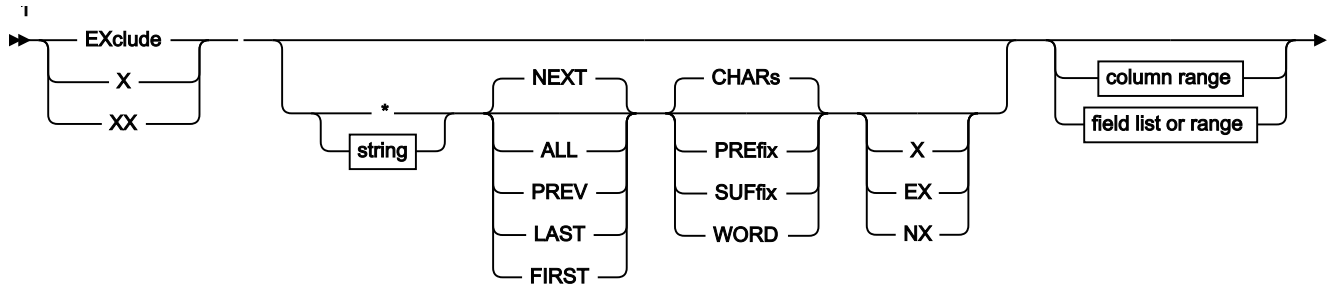 EXclude
X
XX
*
string
NEXT
ALL
PREV
LAST
FIRST
CHARs
PREfix
SUFfix
WORD
X
EX
NX
column range
field list or range